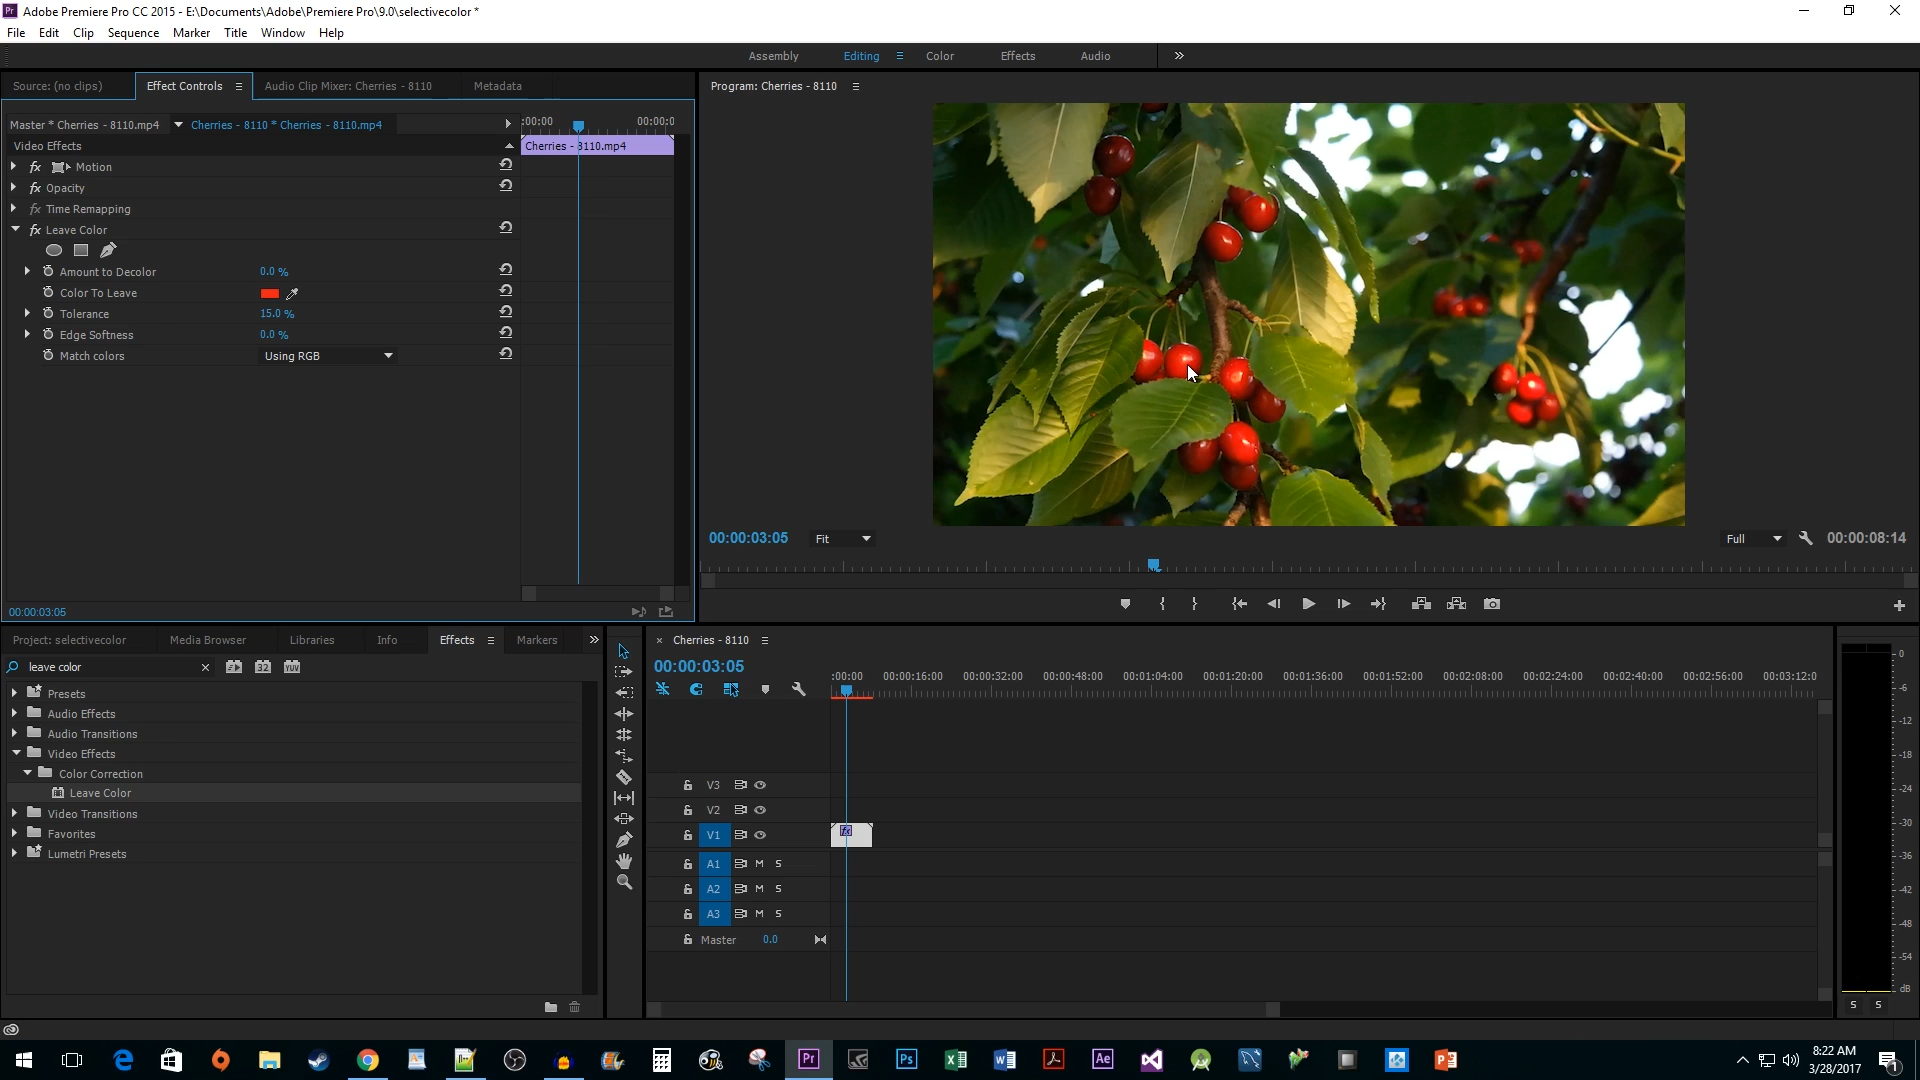 Adobe Premiere Pro CC 2015 - E:\Documents\Adobe\Premiere Pro\9.0\selectivecolor *
File Edit Clip Sequence Marker Title Window Help
Assembly Editing Color Effects Audio
Source: (no clips) Effect Controls Audio Clip Mixer: Cherries - 8110 Metadata
Program: Cherries - 8110
Master * Cherries - 8110.mp4 Cherries - 8110 * Cherries - 8110.mp4
:00:00 00:00:0
Video Effects
Cherries - 8110.mp4
fx Motion
fx Opacity
fx Time Remapping
fx Leave Color
Amount to Decolor 0.0 %
Color To Leave
Tolerance 15.0 %
Edge Softness 0.0 %
Match colors Using RGB
00:00:03:05
00:00:03:05 Fit Full 00:00:08:14
Project: selectivecolor Media Browser Libraries Info Effects Markers
leave color 32 YUV
Presets
Audio Effects
Audio Transitions
Video Effects
Color Correction
Leave Color
Video Transitions
Favorites
Lumetri Presets
× Cherries - 8110
00:00:03:05
:00:00 00:00:16:00 00:00:32:00 00:00:48:00 00:01:04:00 00:01:20:00 00:01:36:00 00:01:52:00 00:02:08:00 00:02:24:00 00:02:40:00 00:02:56:00 00:03:12:0
V3
V2
V1 fx
A1 M S
A2 M S
A3 M S
Master 0.0
0
-6
-12
-18
-24
-30
-36
-42
-48
-54
dB
S S
Pr Ps Ae
8:22 AM
3/28/2017
1